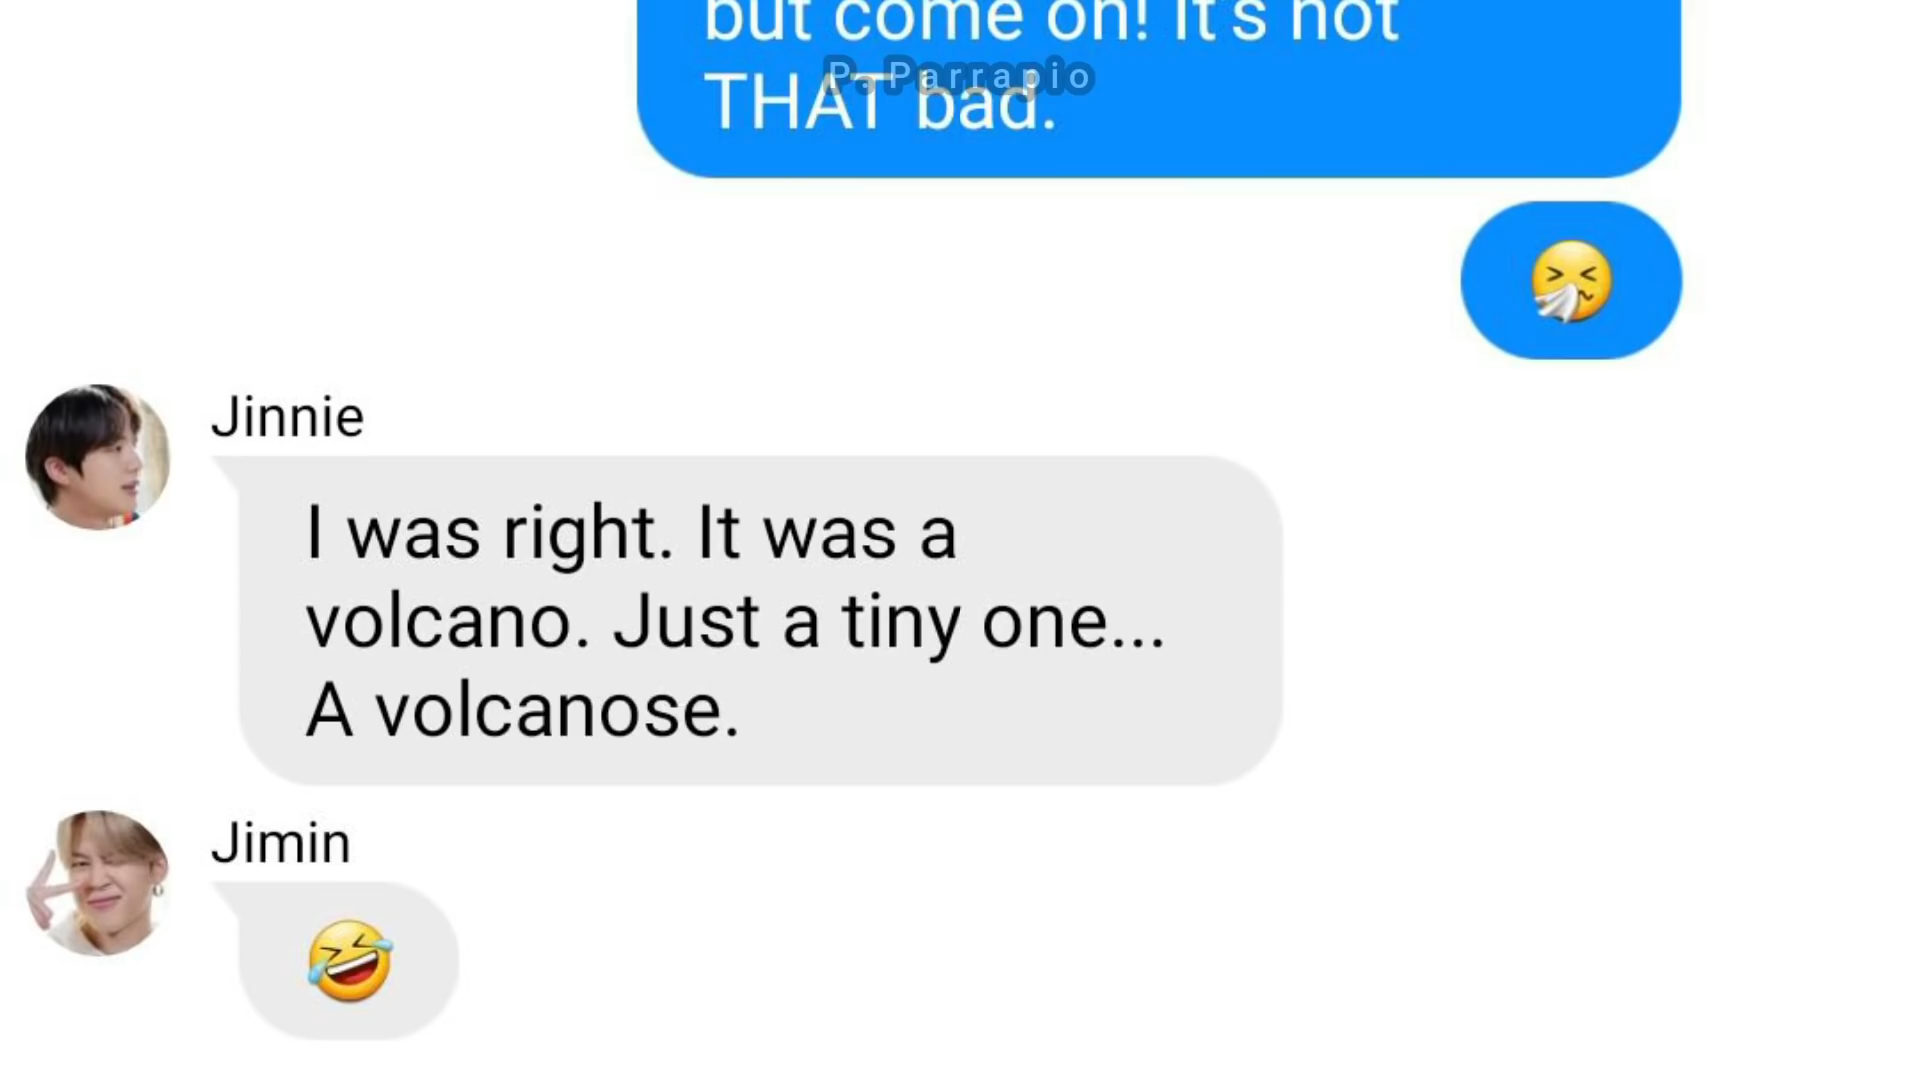 but come on! It's not
P. Parrapio
THAT bad.
🤧
Jinnie
I was right. It was a
volcano. Just a tiny one...
A volcanose.
Jimin
🤣